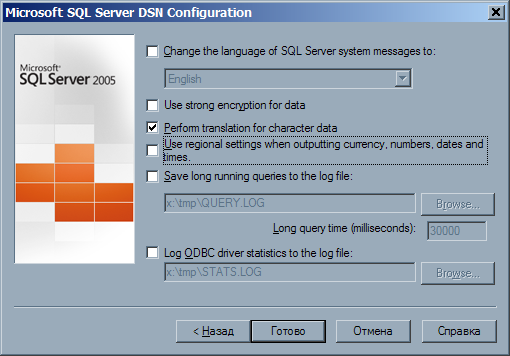 Microsoft SQL Server DSN Configuration
Microsoft®
SQL Server 2005
Change the language of SQL Server system messages to:
English
Use strong encryption for data
Perform translation for character data
Use regional settings when outputting currency, numbers, dates and
times.
Save long running queries to the log file:
x:\tmp\QUERY.LOG
Browse...
Long query time (milliseconds):
30000
Log ODBC driver statistics to the log file:
x:\tmp\STATS.LOG
Browse...
< Назад
Готово
Отмена
Справка